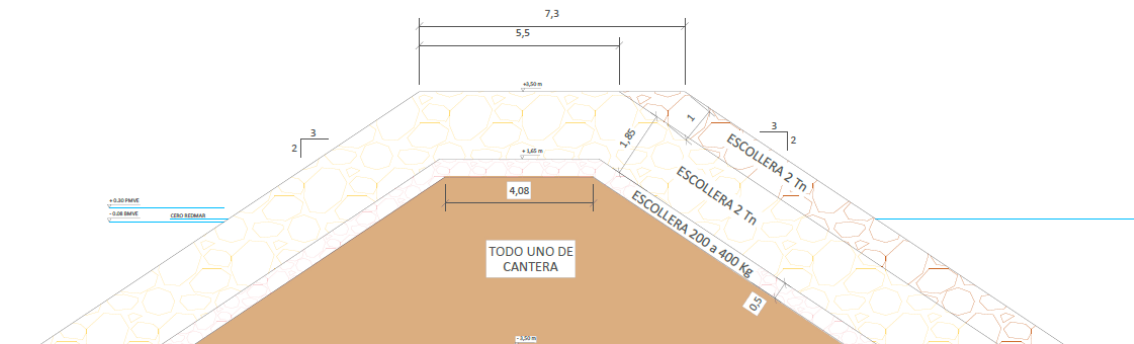 7,3
5,5
+3,50 m
3
2
1
3
2
1,85
ESCOLLERA 2 Tn
+ 1,65 m
ESCOLLERA 2 Tn
4,08
ESCOLLERA 200 a 400 Kg
+ 0.30 PMVE
- 0.08 BMVE
CERO REDMAR
TODO UNO DE
CANTERA
0,5
- 3,50 m